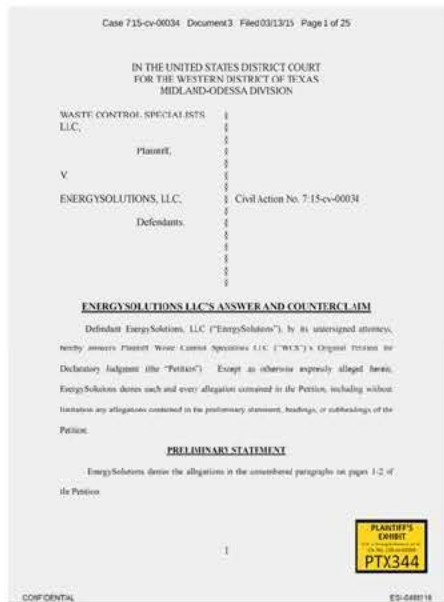 Case 7:15-cv-00034 Document 3 Filed 03/13/15 Page 1 of 25
IN THE UNITED STATES DISTRICT COURT
FOR THE WESTERN DISTRICT OF TEXAS
MIDLAND-ODESSA DIVISION
WASTE CONTROL SPECIALISTS §
LLC, §
§
Plaintiff, §
§
V. §
§
ENERGYSOLUTIONS, LLC, § Civil Action No. 7:15-cv-00034
§
Defendants. §
§
§
§
§
§
ENERGYSOLUTIONS LLC'S ANSWER AND COUNTERCLAIM
Defendant EnergySolutions, LLC ("EnergySolutions"), by its undersigned attorneys,
hereby answers Plaintiff Waste Control Specialists LLC ("WCS")'s Original Petition for
Declaratory Judgment (the "Petition"). Except as otherwise expressly alleged herein,
EnergySolutions denies each and every allegation contained in the Petition, including without
limitation any allegations contained in the preliminary statement, headings, or subheadings of the
Petition.
PRELIMINARY STATEMENT
EnergySolutions denies the allegations in the unnumbered paragraphs on pages 1-2 of
the Petition.
1
PLAINTIFF'S
EXHIBIT
PTX344
CONFIDENTIAL